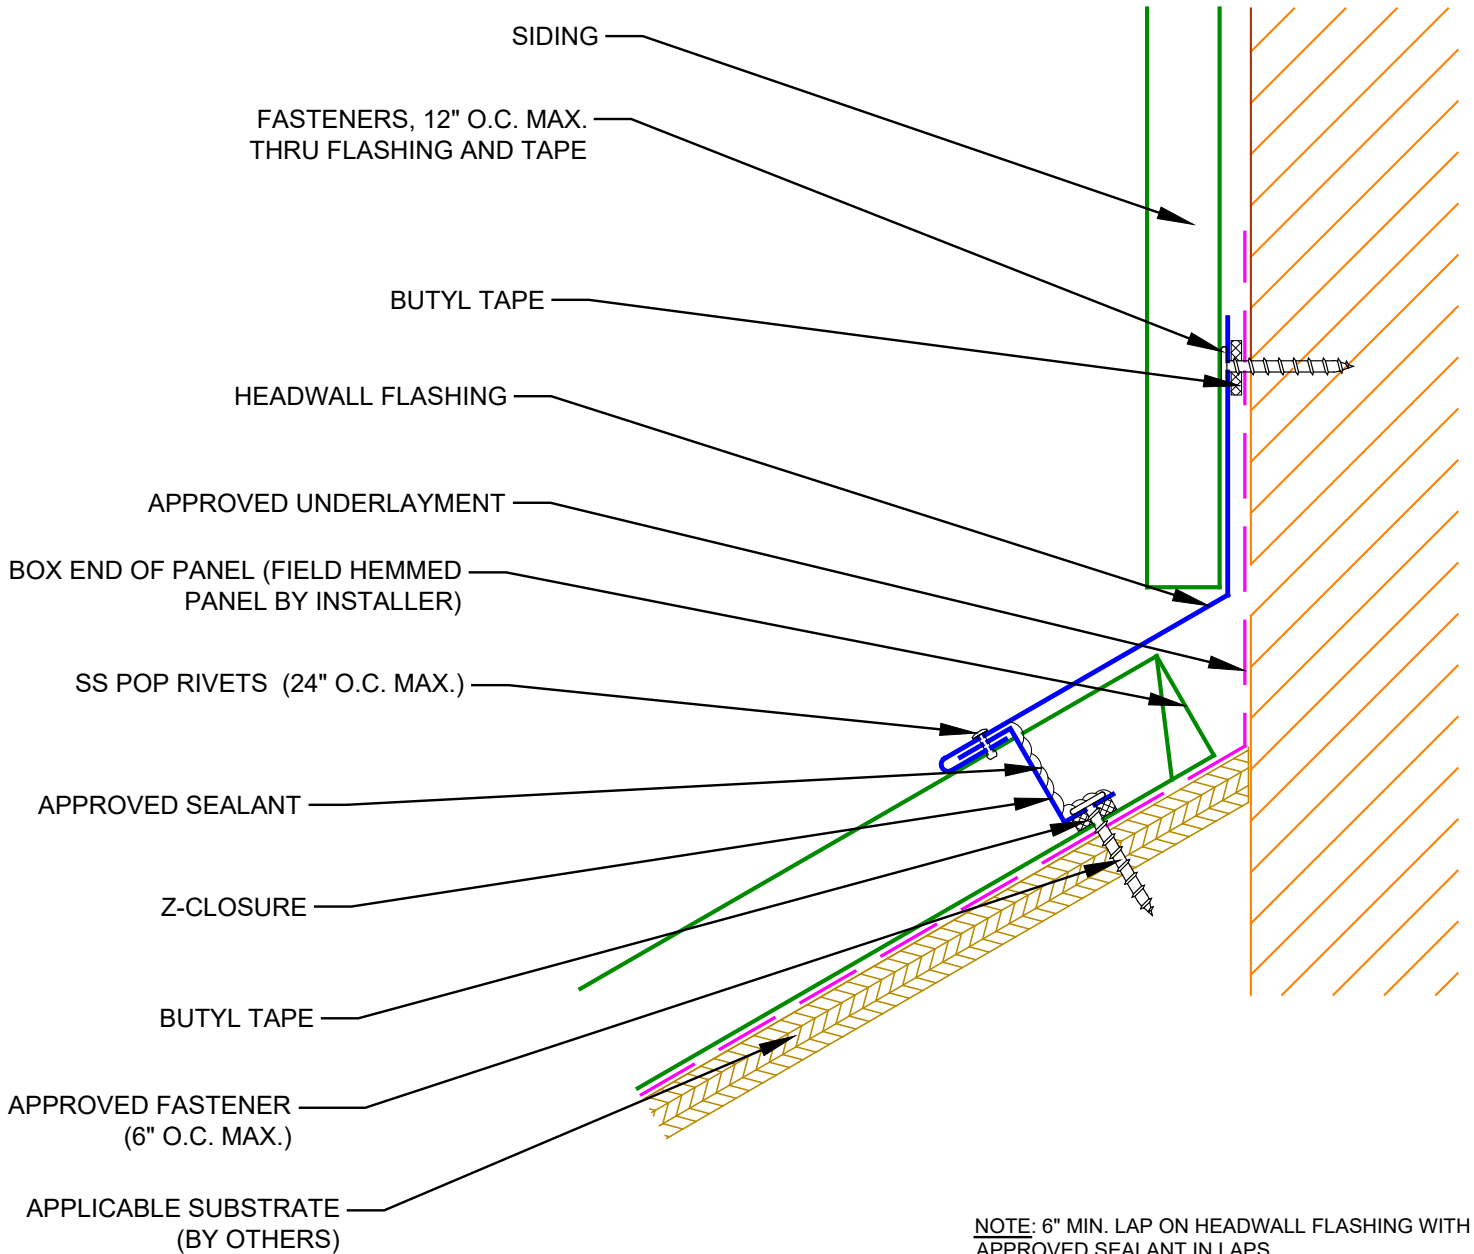 SIDING
FASTENERS, 12" O.C. MAX.
THRU FLASHING AND TAPE
BUTYL TAPE
HEADWALL FLASHING
APPROVED UNDERLAYMENT
BOX END OF PANEL (FIELD HEMMED
PANEL BY INSTALLER)
SS POP RIVETS (24" O.C. MAX.)
APPROVED SEALANT
Z-CLOSURE
BUTYL TAPE
APPROVED FASTENER
(6" O.C. MAX.)
APPLICABLE SUBSTRATE
(BY OTHERS)
NOTE: 6" MIN. LAP ON HEADWALL FLASHING WITH
APPROVED SEALANT IN LAPS